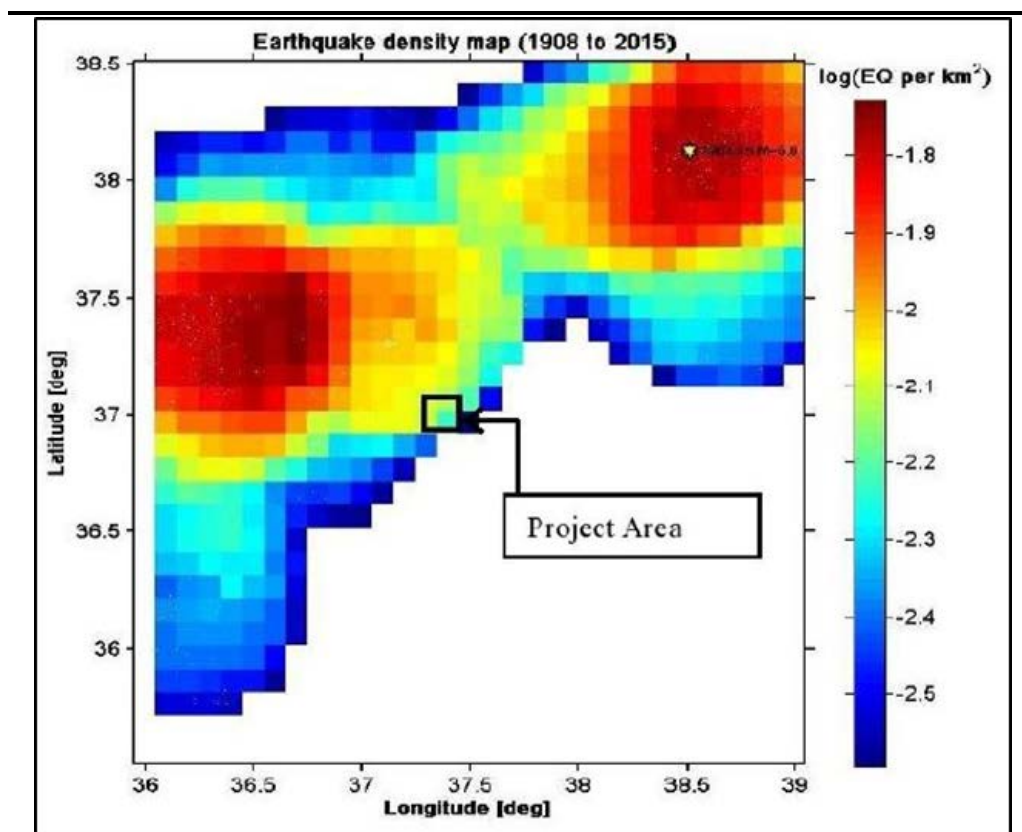 Earthquake density map (1908 to 2015)
log(EQ per km²)
38.5
38
37.5
37
36.5
36
Latitude [deg]
-1.8
-1.9
-2
-2.1
-2.2
-2.3
-2.4
-2.5
Project Area
36 36.5 37 37.5 38 38.5 39
Longitude [deg]